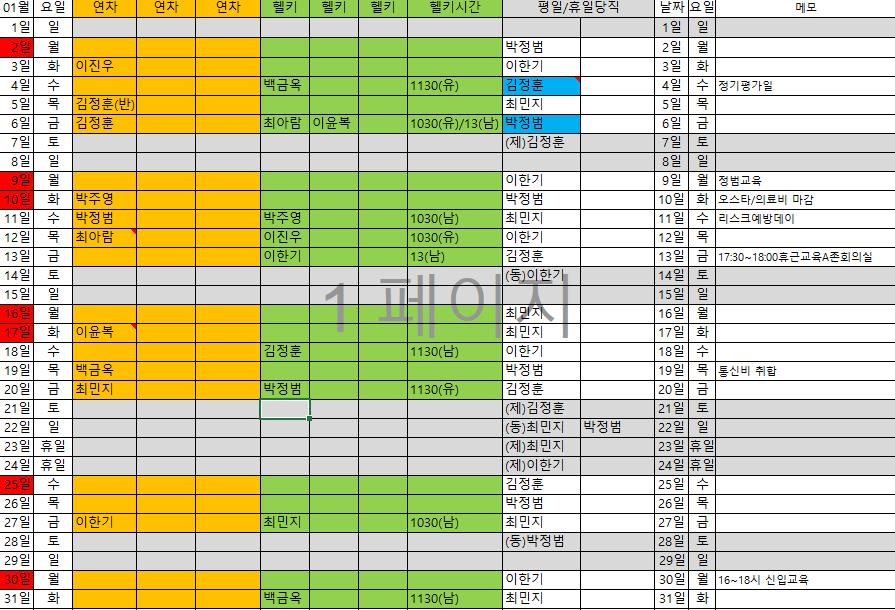 01월 요일 연차 연차 연차 헬키 헬키 헬키 헬키시간 평일/휴일당직 날짜 요일 메모
1일 일 1일 일
2일 월 박정범 2일 월
3일 화 이진우 이한기 3일 화
4일 수 백금옥 1130(유) 김정훈 4일 수 정기평가일
5일 목 김정훈(반) 최민지 5일 목
6일 금 김정훈 최아람 이윤복 1030(유)/13(남) 박정범 6일 금
7일 토 (제)김정훈 7일 토
8일 일 8일 일
9일 월 이한기 9일 월 정범교육
10일 화 박주영 박정범 10일 화 오스타/의료비 마감
11일 수 박정범 박주영 1030(남) 최민지 11일 수 리스크예방데이
12일 목 최아람 이진우 1030(유) 이한기 12일 목
13일 금 이한기 13(남) 김정훈 13일 금 17:30~18:00휴근교육A존회의실
14일 토 (동)이한기 14일 토
15일 일 15일 일
1 페이지
16일 월 최민지 16일 월
17일 화 이윤복 최민지 17일 화
18일 수 김정훈 1130(남) 이한기 18일 수
19일 목 백금옥 박정범 19일 목 통신비 취합
20일 금 최민지 박정범 1130(유) 김정훈 20일 금
21일 토 (제)김정훈 21일 토
22일 일 (동)최민지 박정범 22일 일
23일 휴일 (제)최민지 23일 휴일
24일 휴일 (제)이한기 24일 휴일
25일 수 김정훈 25일 수
26일 목 박정범 26일 목
27일 금 이한기 최민지 1030(남) 최민지 27일 금
28일 토 (동)박정범 28일 토
29일 일 29일 일
30일 월 이한기 30일 월 16~18시 신입교육
31일 화 백금옥 1130(남) 최민지 31일 화